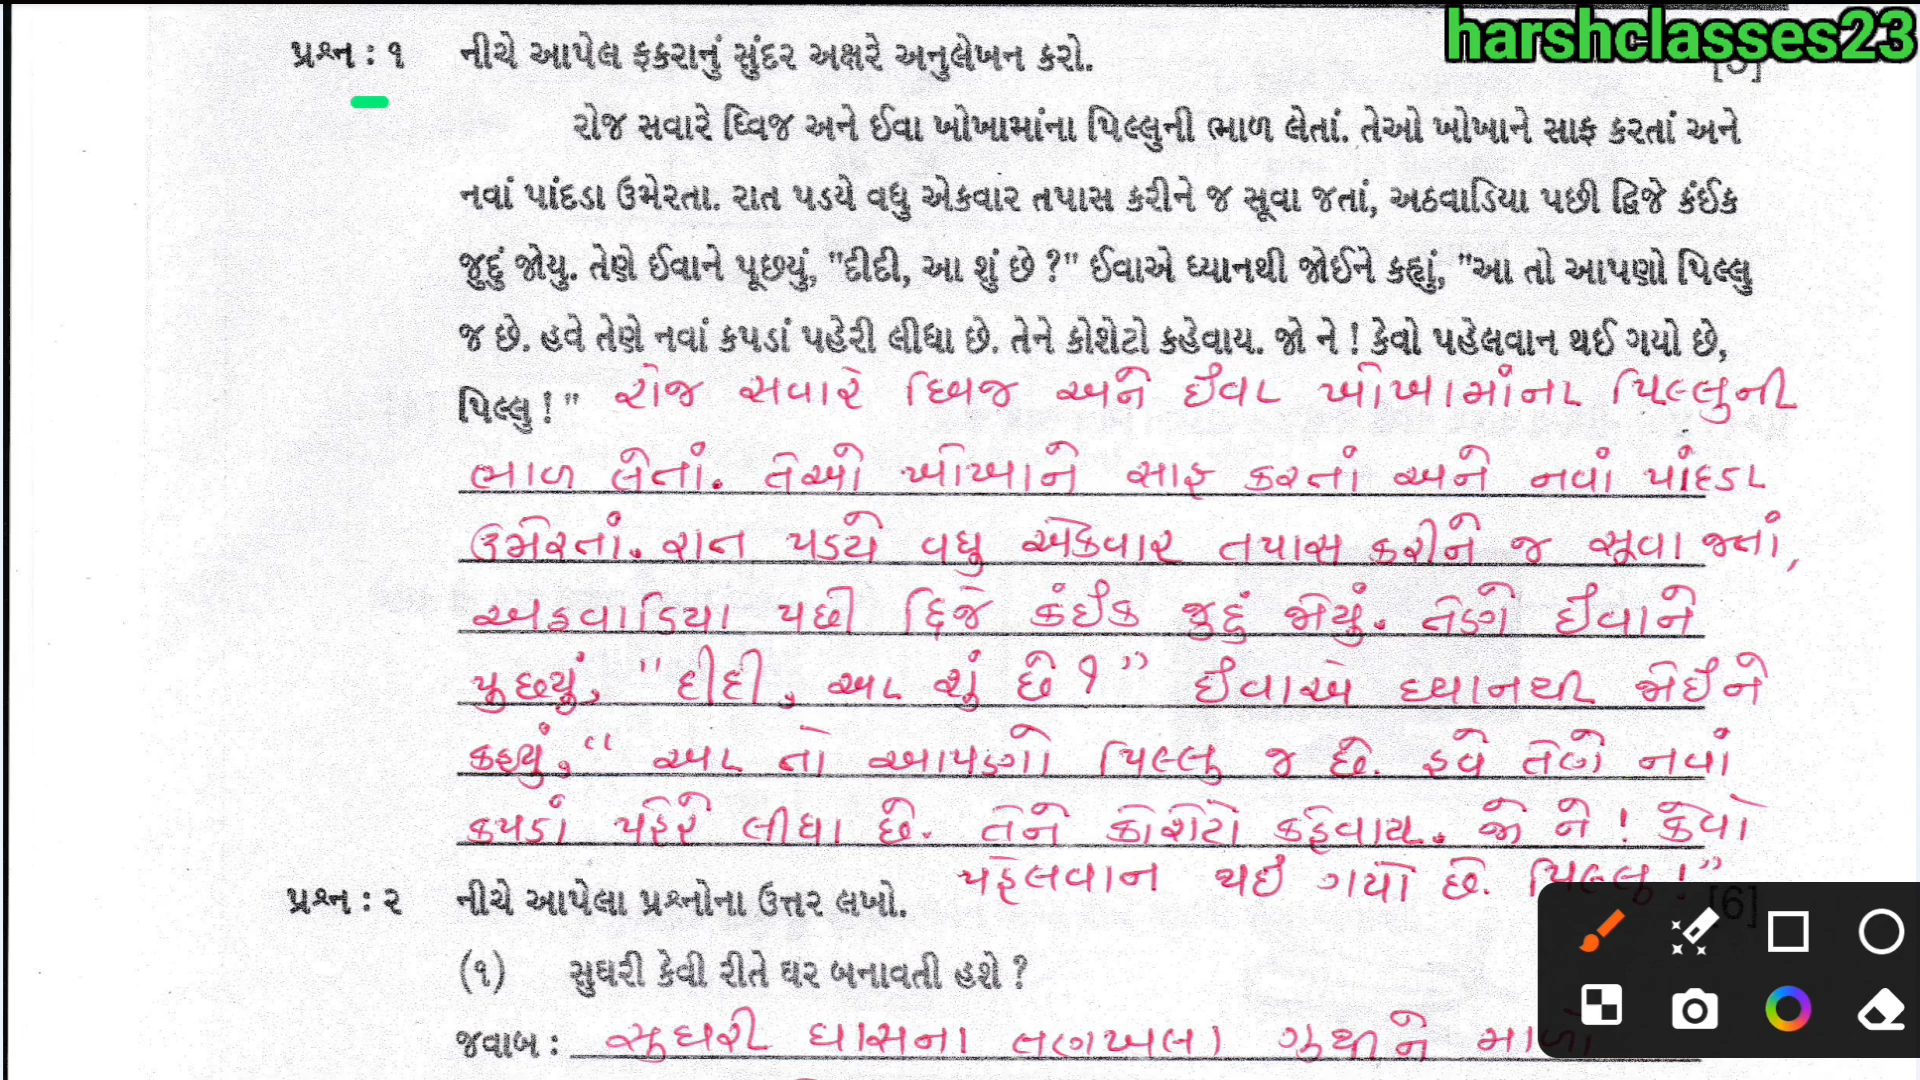 harshclasses23
પ્રશ્ન : ૧ નીચે આપેલ ફકરાનું સુંદર અક્ષરે અનુલેખન કરો.
રોજ સવારે ધ્વિજ અને ઈવા ખોખામાંના પિલ્લુની ભાળ લેતાં. તેઓ ખોખાને સાફ કરતાં અને
નવાં પાંદડા ઉમેરતા. રાત પડયે વધુ એકવાર તપાસ કરીને જ સૂવા જતાં, અઠવાડિયા પછી દ્વિજે કંઈક
જુદું જોયુ. તેણે ઈવાને પૂછયું, "દીદી, આ શું છે ?" ઈવાએ ધ્યાનથી જોઈને કહ્યું, "આ તો આપણો પિલ્લુ
જ છે. હવે તેણે નવાં કપડાં પહેરી લીધા છે. તેને કોશેટો કહેવાય. જો ને ! કેવો પહેલવાન થઈ ગયો છે,
પિલ્લુ ! " રોજ સવારે ધ્વિજ અને ઈવા ખોખામાંના પિલ્લુની
ભાળ લેતાં. તેઓ ખોખાને સાફ કરતાં અને નવાં પાંદડા
ઉમેરતાં. રાત પડયે વધુ એકવાર તપાસ કરીને જ સૂવા જતાં,
અઠવાડિયા પછી દ્વિજે કંઈક જુદું જોયું. તેણે ઈવાને
પુછયું, "દીદી, આ શું છે ?" ઈવાએ ધ્યાનથી જોઈને
કહયું, "આ તો આપણો પિલ્લુ જ છે. હવે તેણે નવાં
કપડાં પહેરી લીધા છે. તેને કોશેટો કહેવાય. જો ને ! કેવો
પહેલવાન થઈ ગયો છે. પિલ્લુ !"
પ્રશ્ન : ૨ નીચે આપેલા પ્રશ્નોના ઉત્તર લખો. [6]
(૧) સુઘરી કેવી રીતે ઘર બનાવતી હશે ?
જવાબ : સુઘરી ઘાસના તણખલા ગુથીને માળો